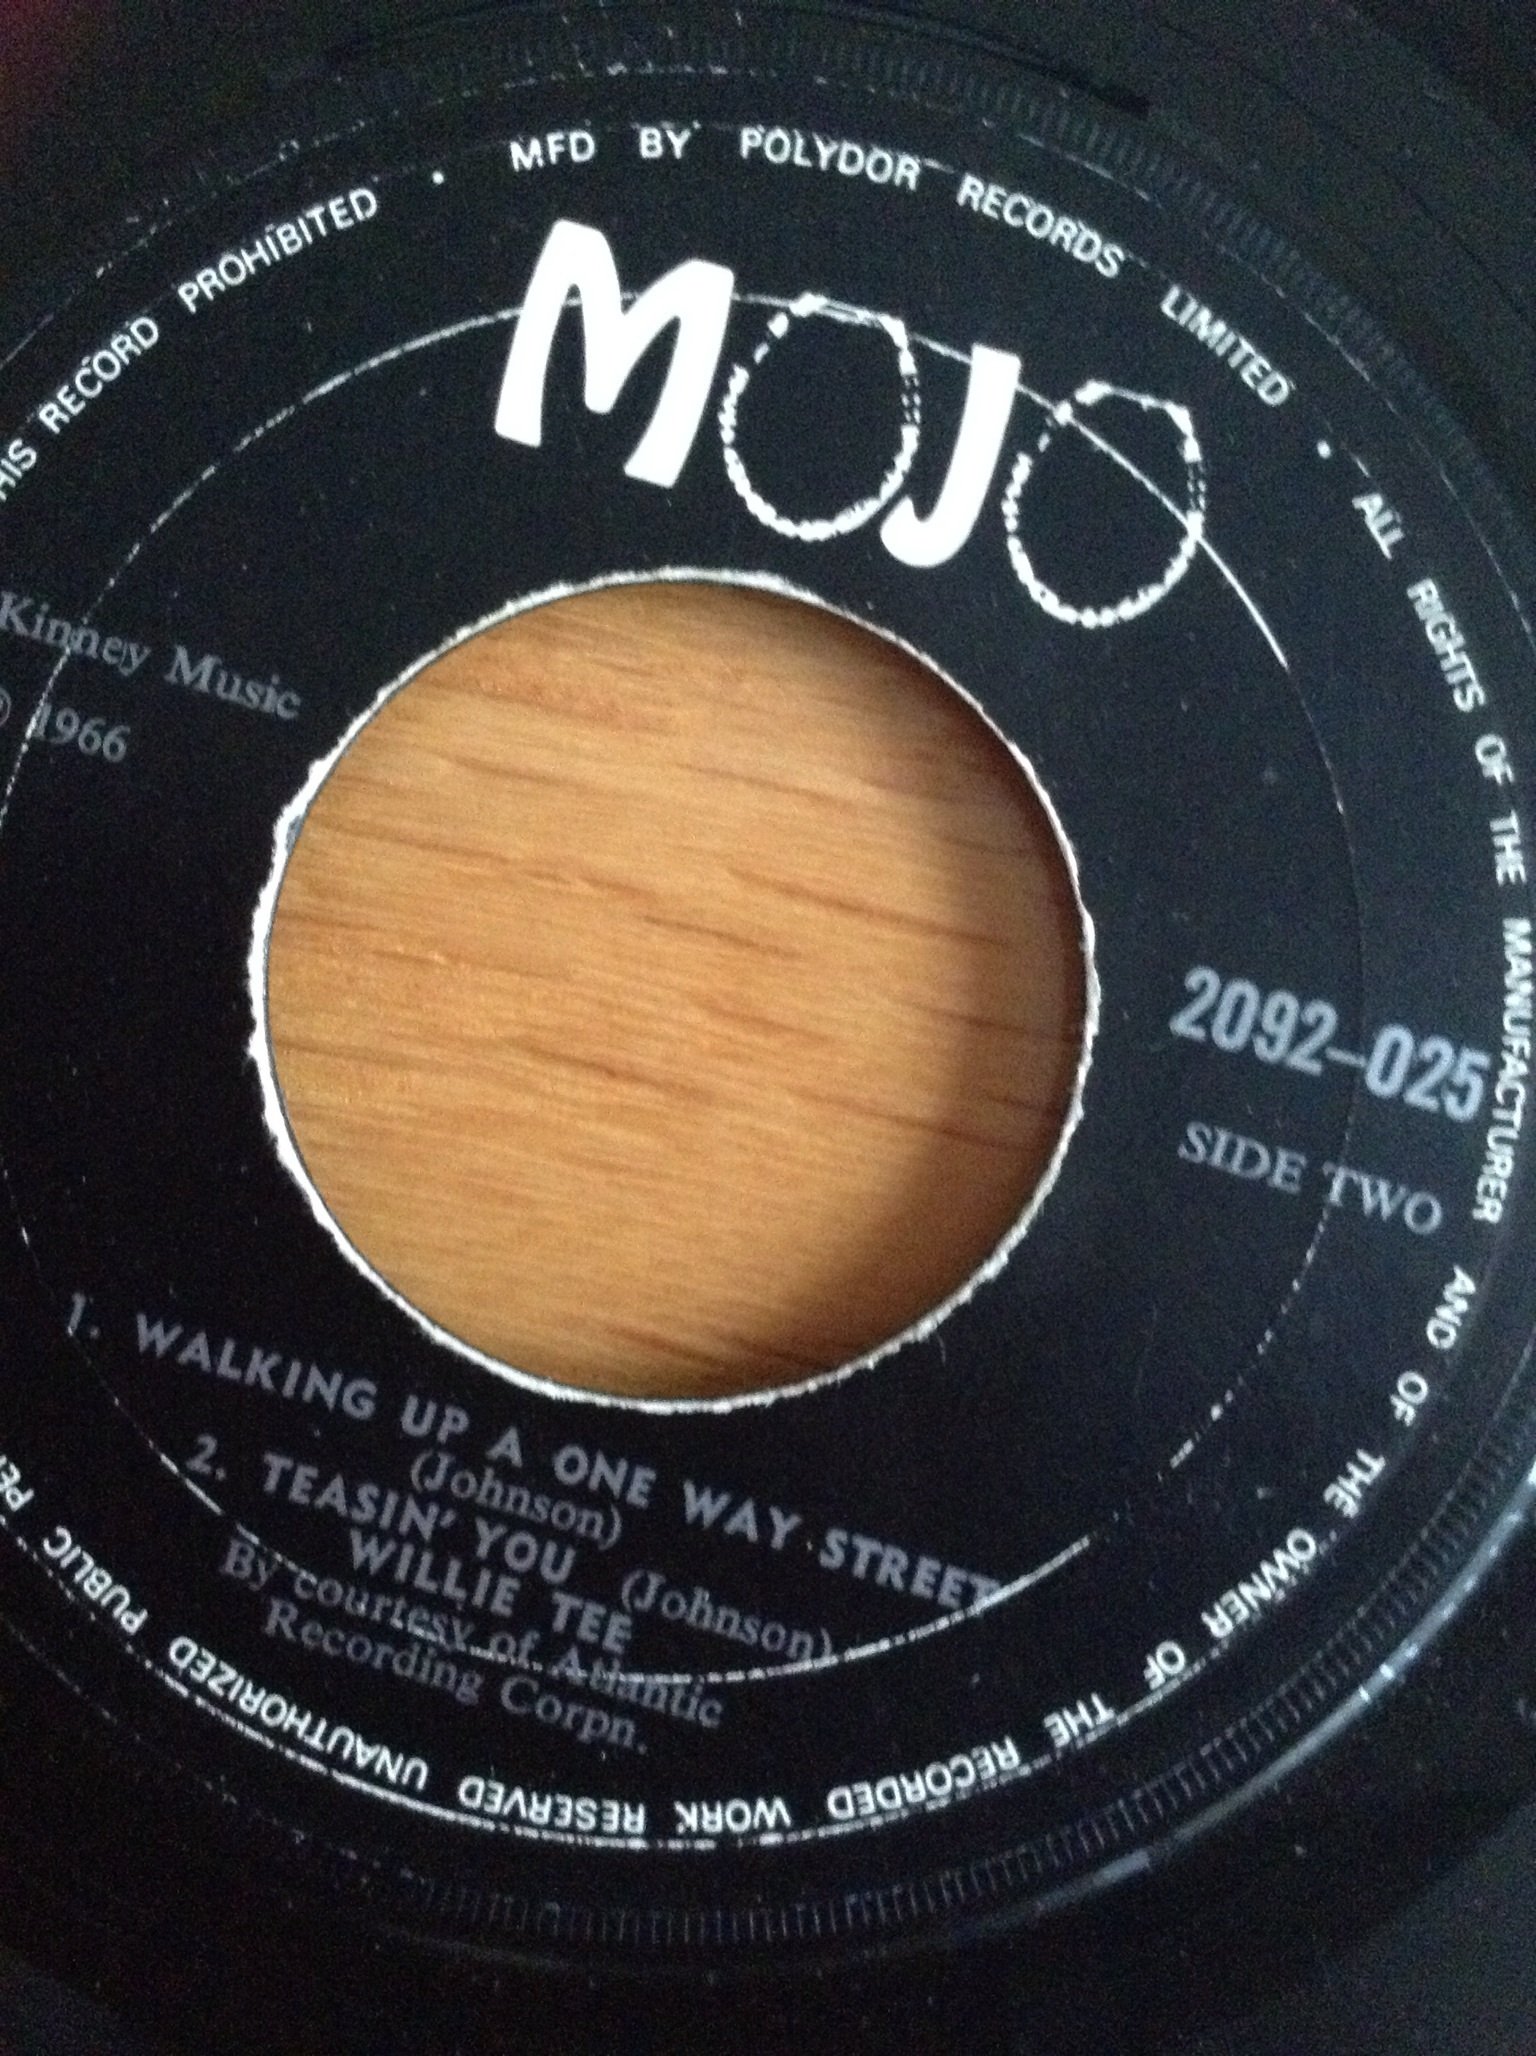 MFD BY POLYDOR RECORDS LIMITED • ALL RIGHTS OF THE MANUFACTURER AND OF THE OWNER OF THE RECORDED WORK RESERVED UNAUTHORIZED PUBLIC
RECORD PROHIBITED •
MOJO
Kinney Music
℗ 1966
2092-025
SIDE TWO
1. WALKING UP A ONE WAY STREET
(Johnson)
2. TEASIN' YOU (Johnson)
WILLIE TEE
By courtesy of Atlantic
Recording Corpn.